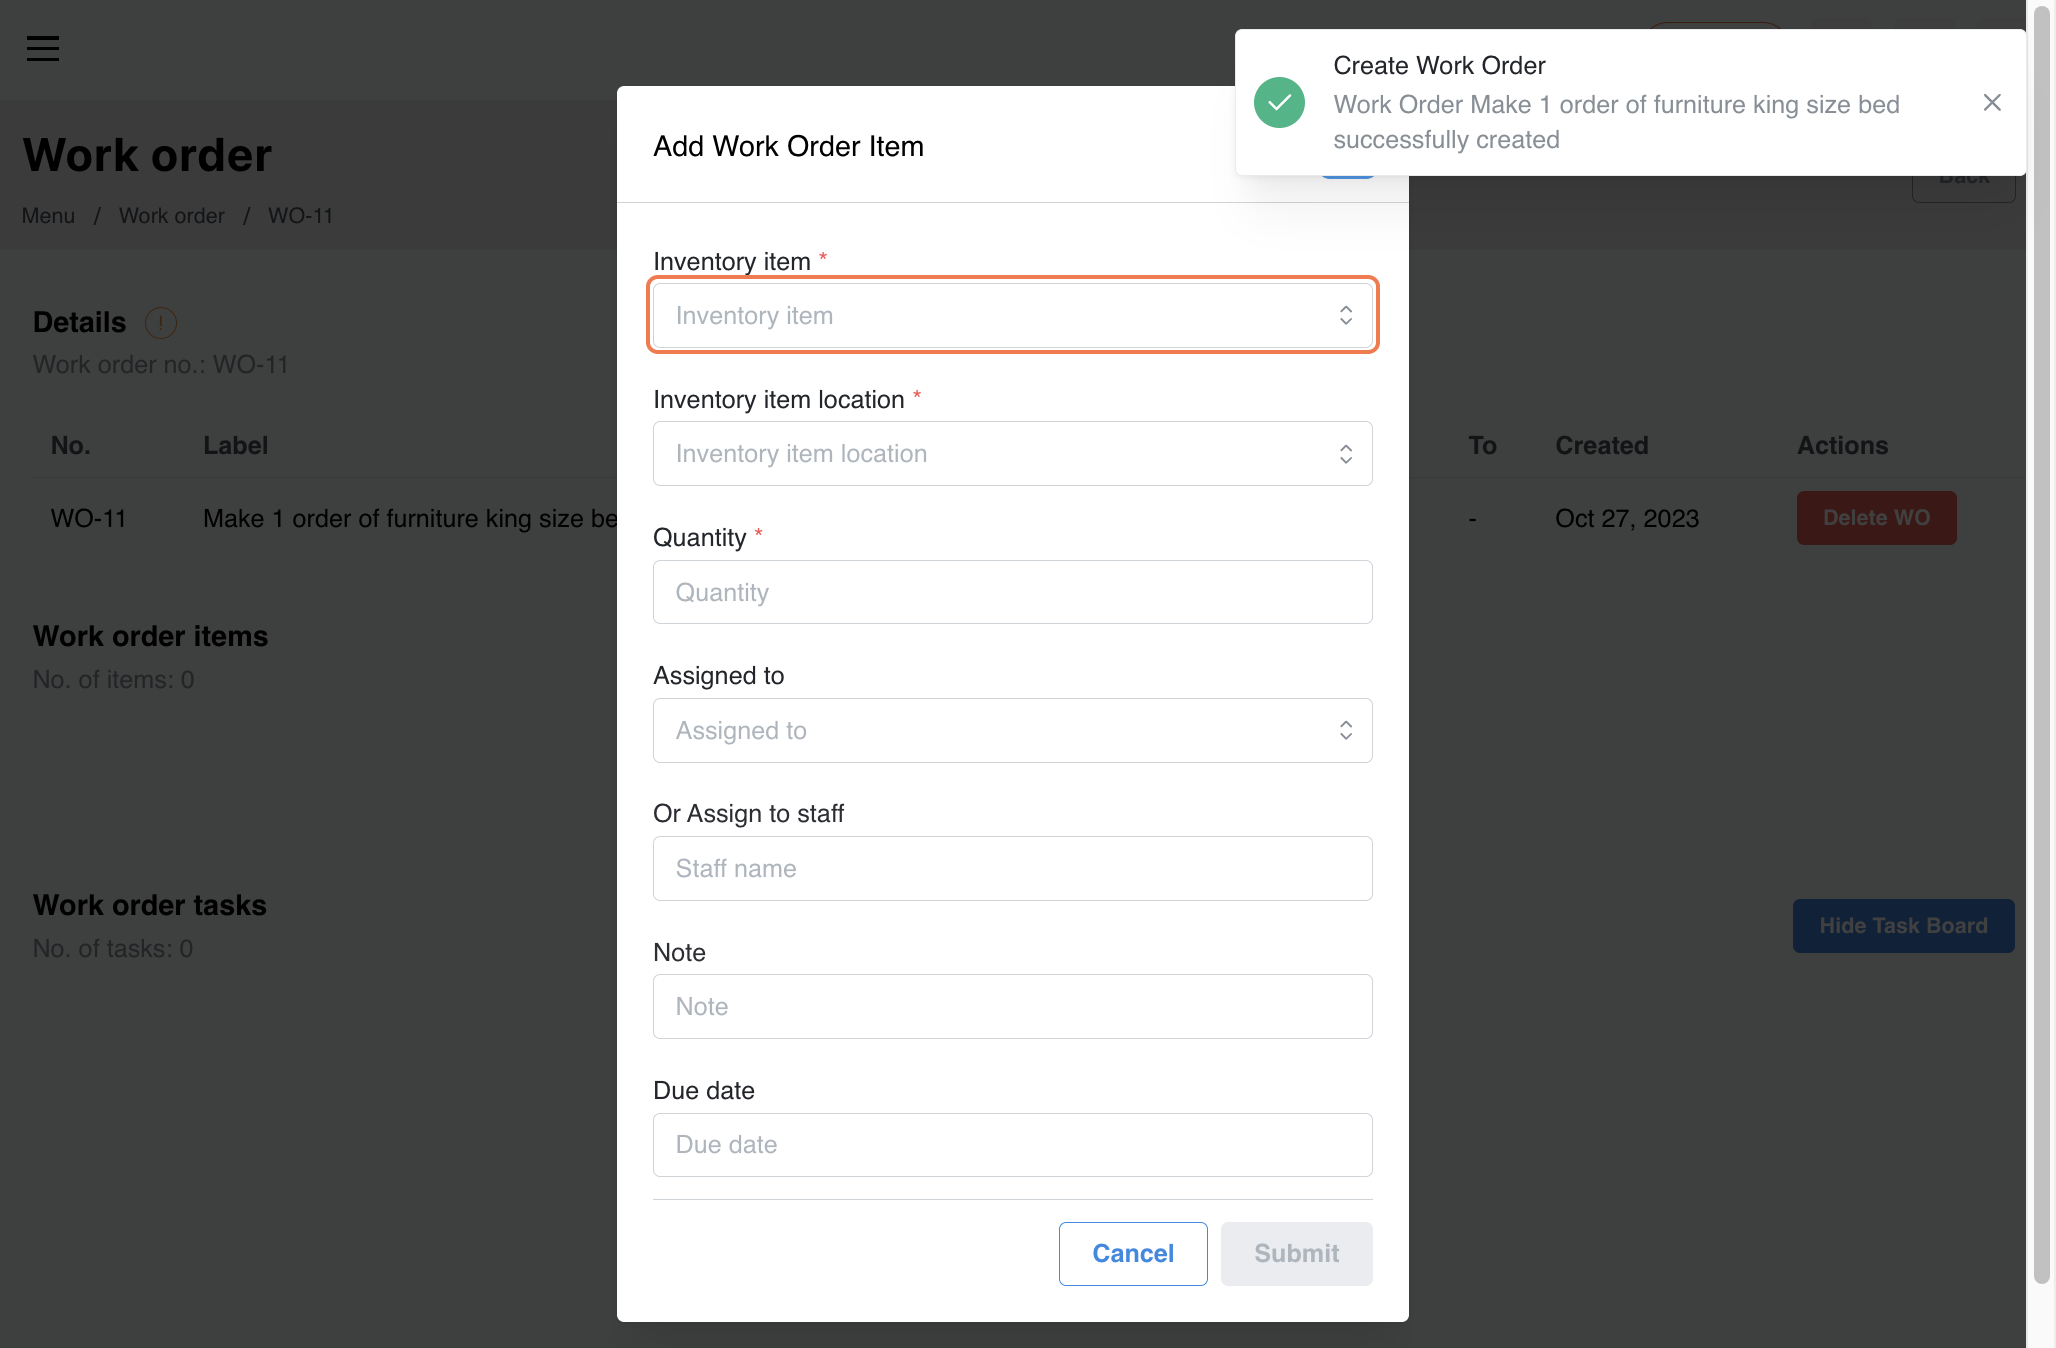 Create Work Order
Work Order Make 1 order of furniture king size bed
successfully created
Work order
Menu / Work order / WO-11
Back
Add Work Order Item
Inventory item *
Inventory item
Inventory item location *
Inventory item location
Quantity *
Quantity
Assigned to
Assigned to
Or Assign to staff
Staff name
Note
Note
Due date
Due date
Cancel Submit
Details !
Work order no.: WO-11
No. Label To Created Actions
WO-11 Make 1 order of furniture king size be - Oct 27, 2023 Delete WO
Work order items
No. of items: 0
Work order tasks
No. of tasks: 0
Hide Task Board